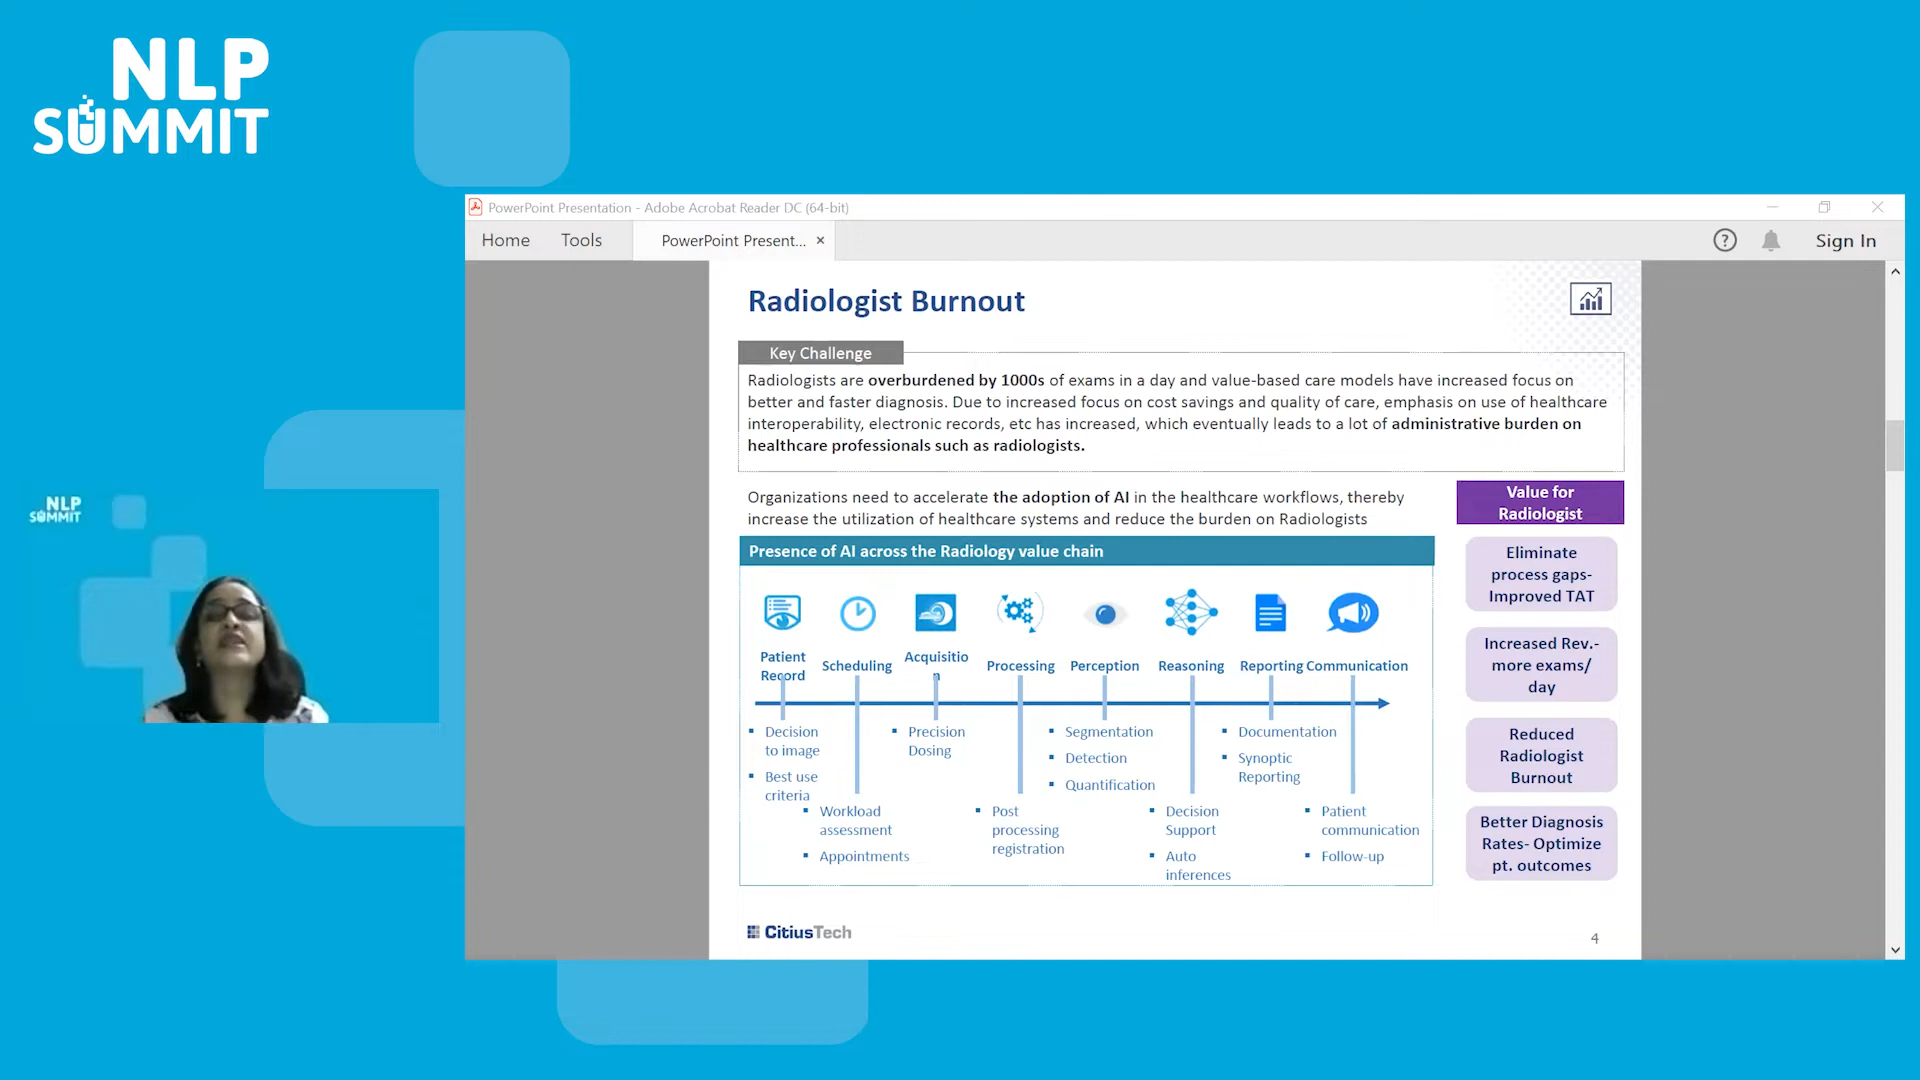 NLP
SUMMIT
PowerPoint Presentation - Adobe Acrobat Reader DC (64-bit)
Home
Tools
PowerPoint Present...
Sign In
Radiologist Burnout
Key Challenge
Radiologists are overburdened by 1000s of exams in a day and value-based care models have increased focus on
better and faster diagnosis. Due to increased focus on cost savings and quality of care, emphasis on use of healthcare
interoperability, electronic records, etc has increased, which eventually leads to a lot of administrative burden on
healthcare professionals such as radiologists.
Organizations need to accelerate the adoption of AI in the healthcare workflows, thereby
increase the utilization of healthcare systems and reduce the burden on Radiologists
Presence of AI across the Radiology value chain
Patient
Record
Scheduling
Acquisitio
n
Processing
Perception
Reasoning
Reporting
Communication
Decision
to image
Best use
criteria
Workload
assessment
Appointments
Precision
Dosing
Post
processing
registration
Segmentation
Detection
Quantification
Decision
Support
Auto
inferences
Documentation
Synoptic
Reporting
Patient
communication
Follow-up
Value for
Radiologist
Eliminate
process gaps-
Improved TAT
Increased Rev.-
more exams/
day
Reduced
Radiologist
Burnout
Better Diagnosis
Rates- Optimize
pt. outcomes
CitiusTech
4
NLP
SUMMIT